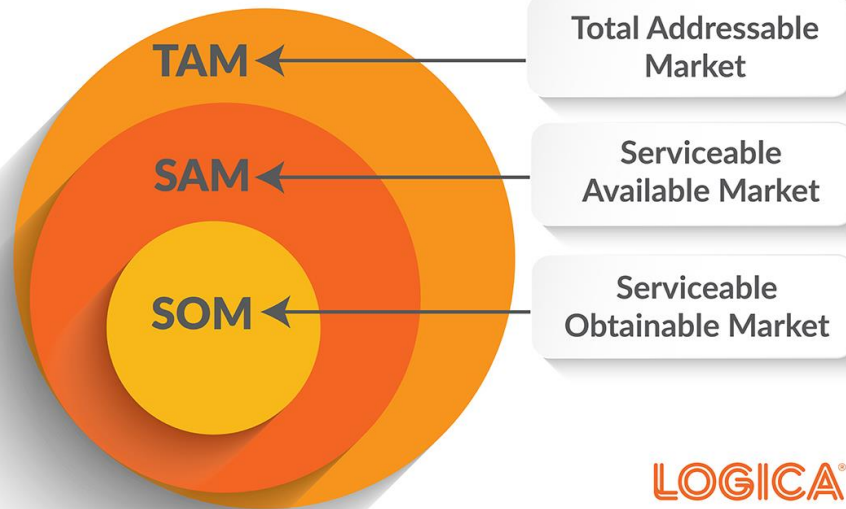 TAM
Total Addressable
Market
SAM
Serviceable
Available Market
SOM
Serviceable
Obtainable Market
LOGICA®